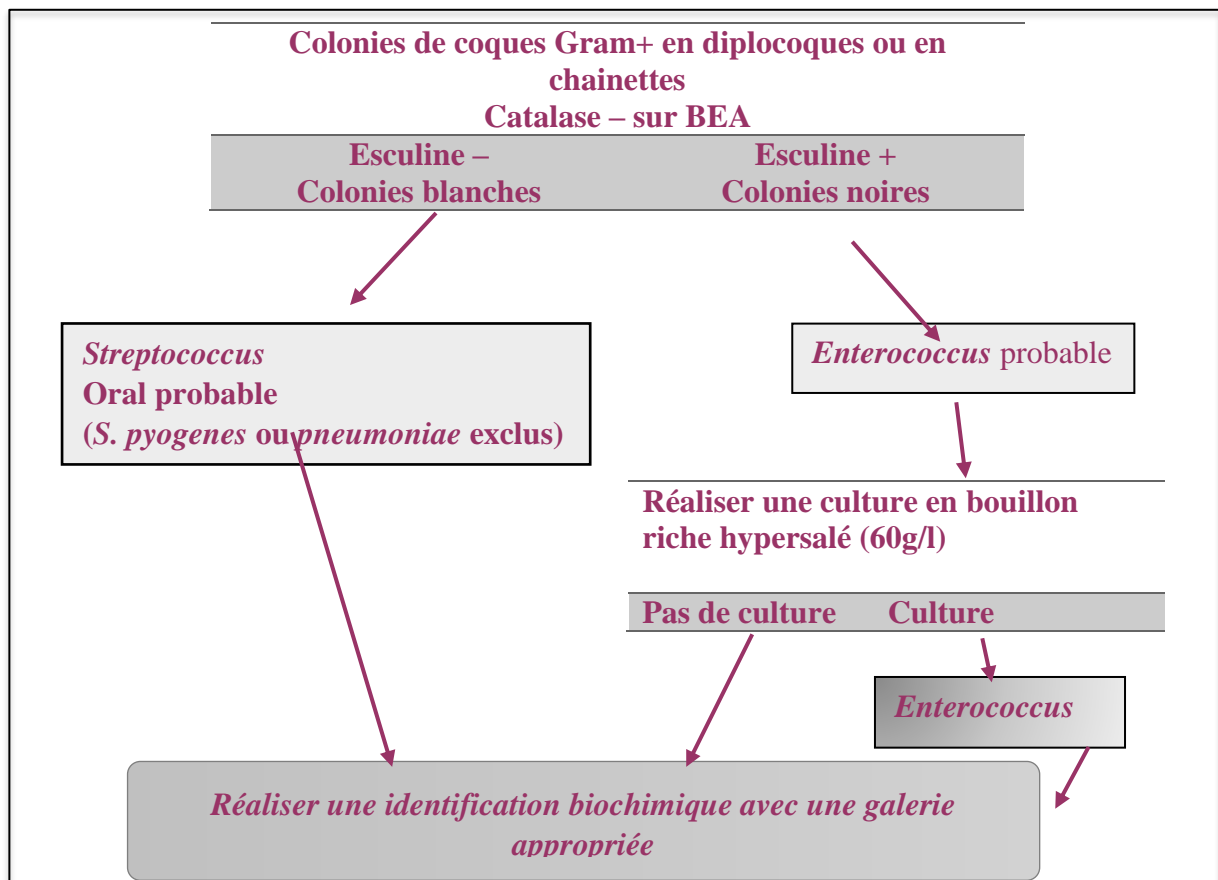 Colonies de coques Gram+ en diplocoques ou en
chainettes
Catalase – sur BEA
Esculine –
Colonies blanches
Esculine +
Colonies noires
Streptococcus
Oral probable
(S. pyogenes ou pneumoniae exclus)
Enterococcus probable
Réaliser une culture en bouillon
riche hypersalé (60g/l)
Pas de culture
Culture
Enterococcus
Réaliser une identification biochimique avec une galerie
appropriée